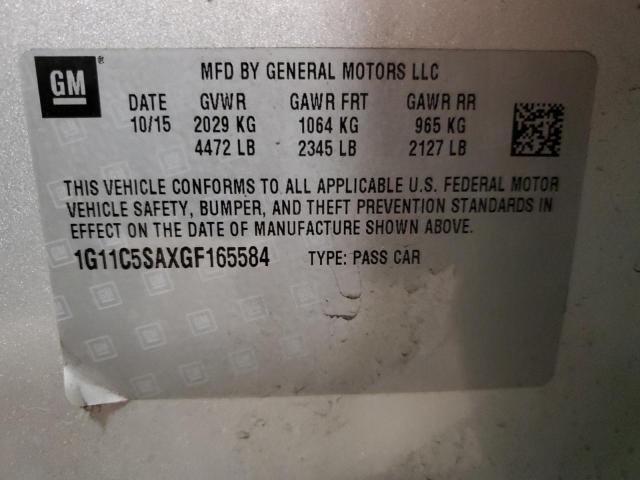 GM ®
MFD BY GENERAL MOTORS LLC
DATE GVWR GAWR FRT GAWR RR
10/15 2029 KG 1064 KG 965 KG
4472 LB 2345 LB 2127 LB
THIS VEHICLE CONFORMS TO ALL APPLICABLE U.S. FEDERAL MOTOR
VEHICLE SAFETY, BUMPER, AND THEFT PREVENTION STANDARDS IN
EFFECT ON THE DATE OF MANUFACTURE SHOWN ABOVE.
1G11C5SAXGF165584 TYPE: PASS CAR